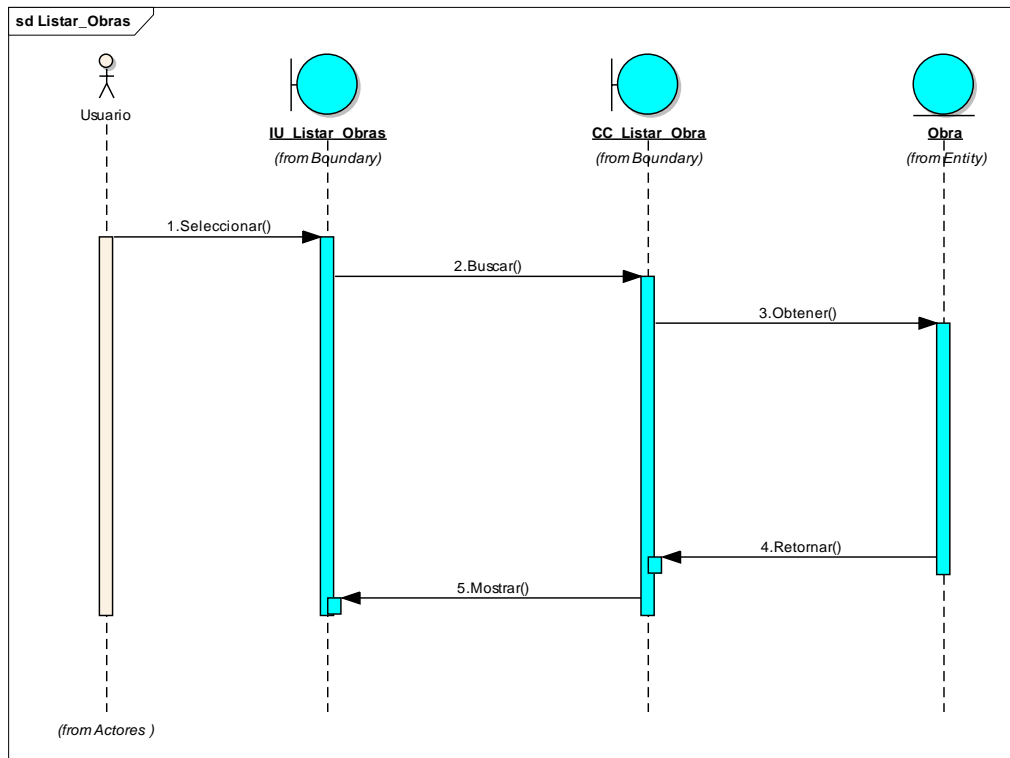 sd Listar_Obras
Usuario
IU_Listar_Obras
(from Boundary)
CC_Listar_Obra
(from Boundary)
Obra
(from Entity)
1.Seleccionar()
2.Buscar()
3.Obtener()
4.Retornar()
5.Mostrar()
(from Actores )